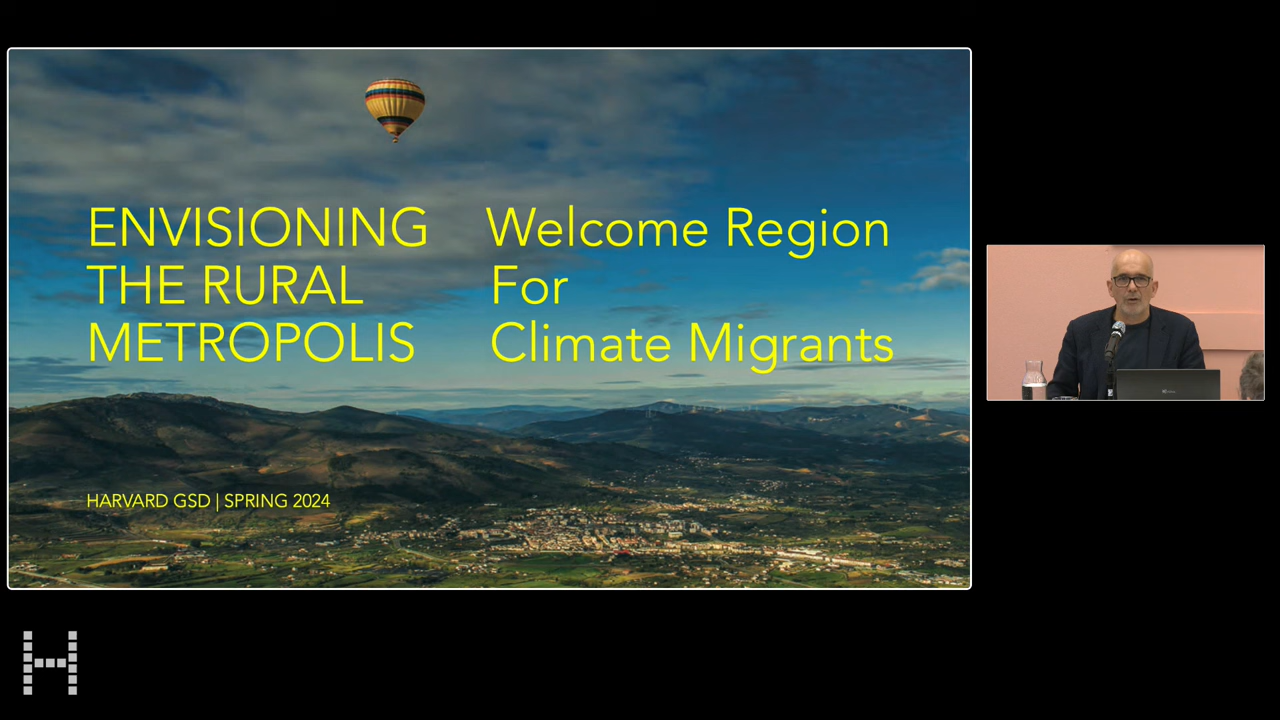 ENVISIONING
THE RURAL
METROPOLIS
Welcome Region
For
Climate Migrants
HARVARD GSD | SPRING 2024
H